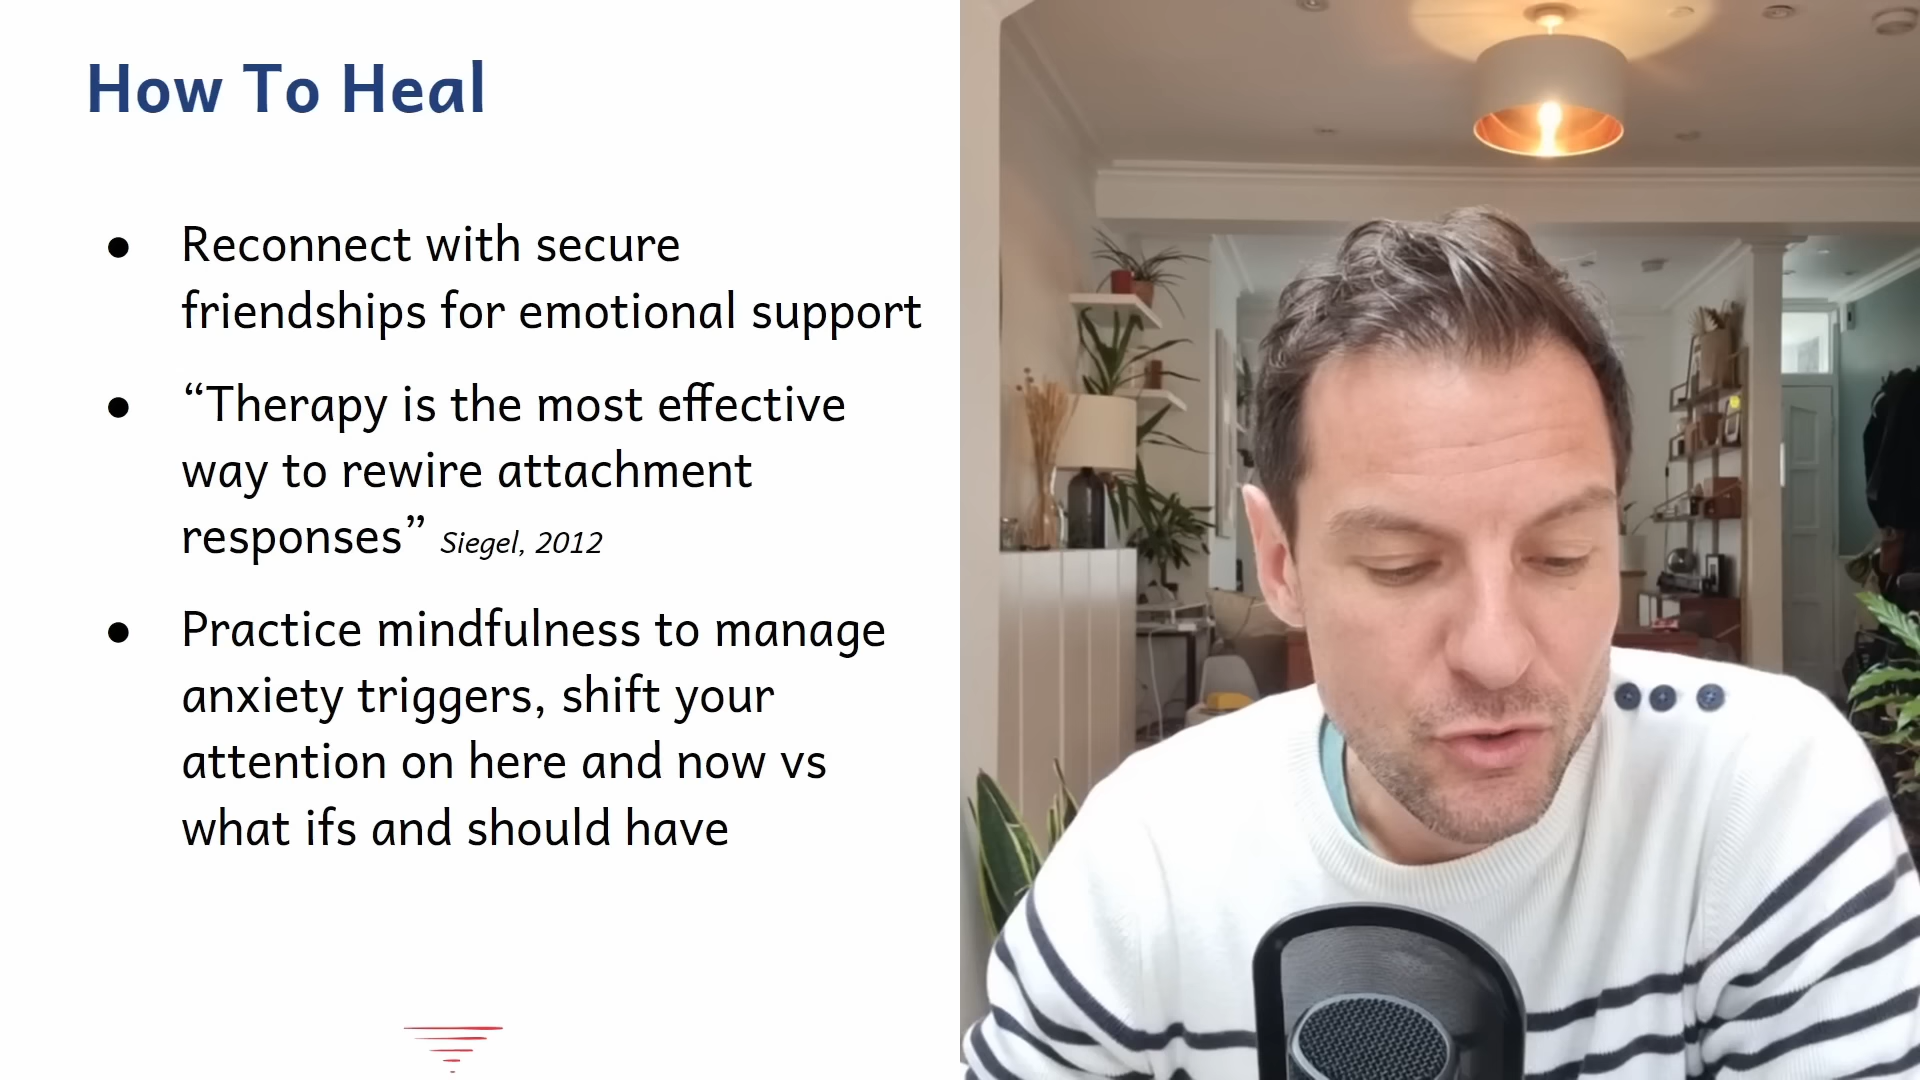 How To Heal
● Reconnect with secure
friendships for emotional support
● “Therapy is the most effective
way to rewire attachment
responses” Siegel, 2012
● Practice mindfulness to manage
anxiety triggers, shift your
attention on here and now vs
what ifs and should have